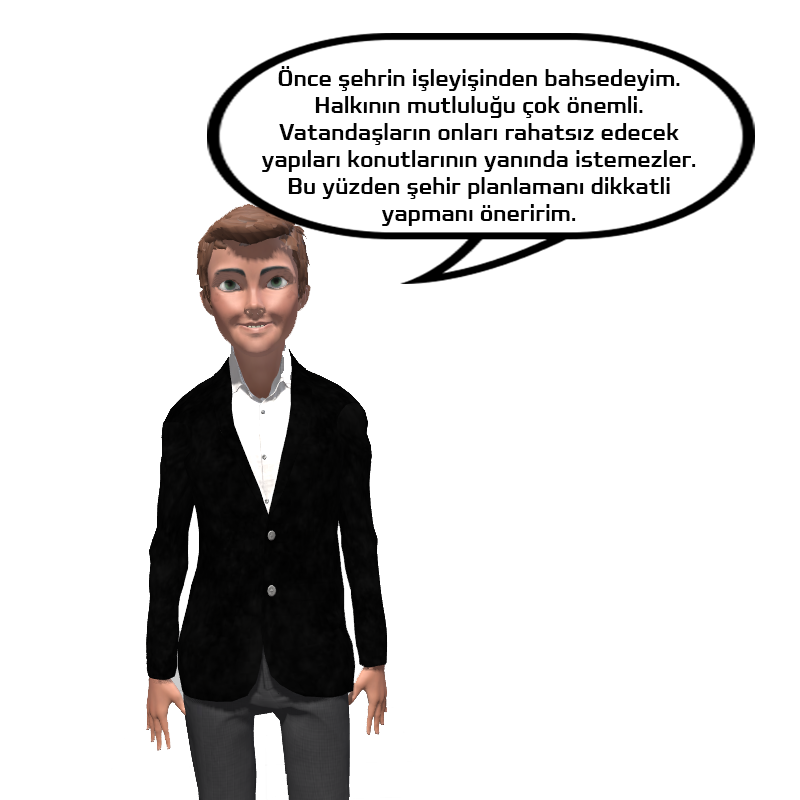 Önce şehrin işleyişinden bahsedeyim.
Halkının mutluluğu çok önemli.
Vatandaşların onları rahatsız edecek
yapıları konutlarının yanında istemezler.
Bu yüzden şehir planlamanı dikkatli
yapmanı öneririm.